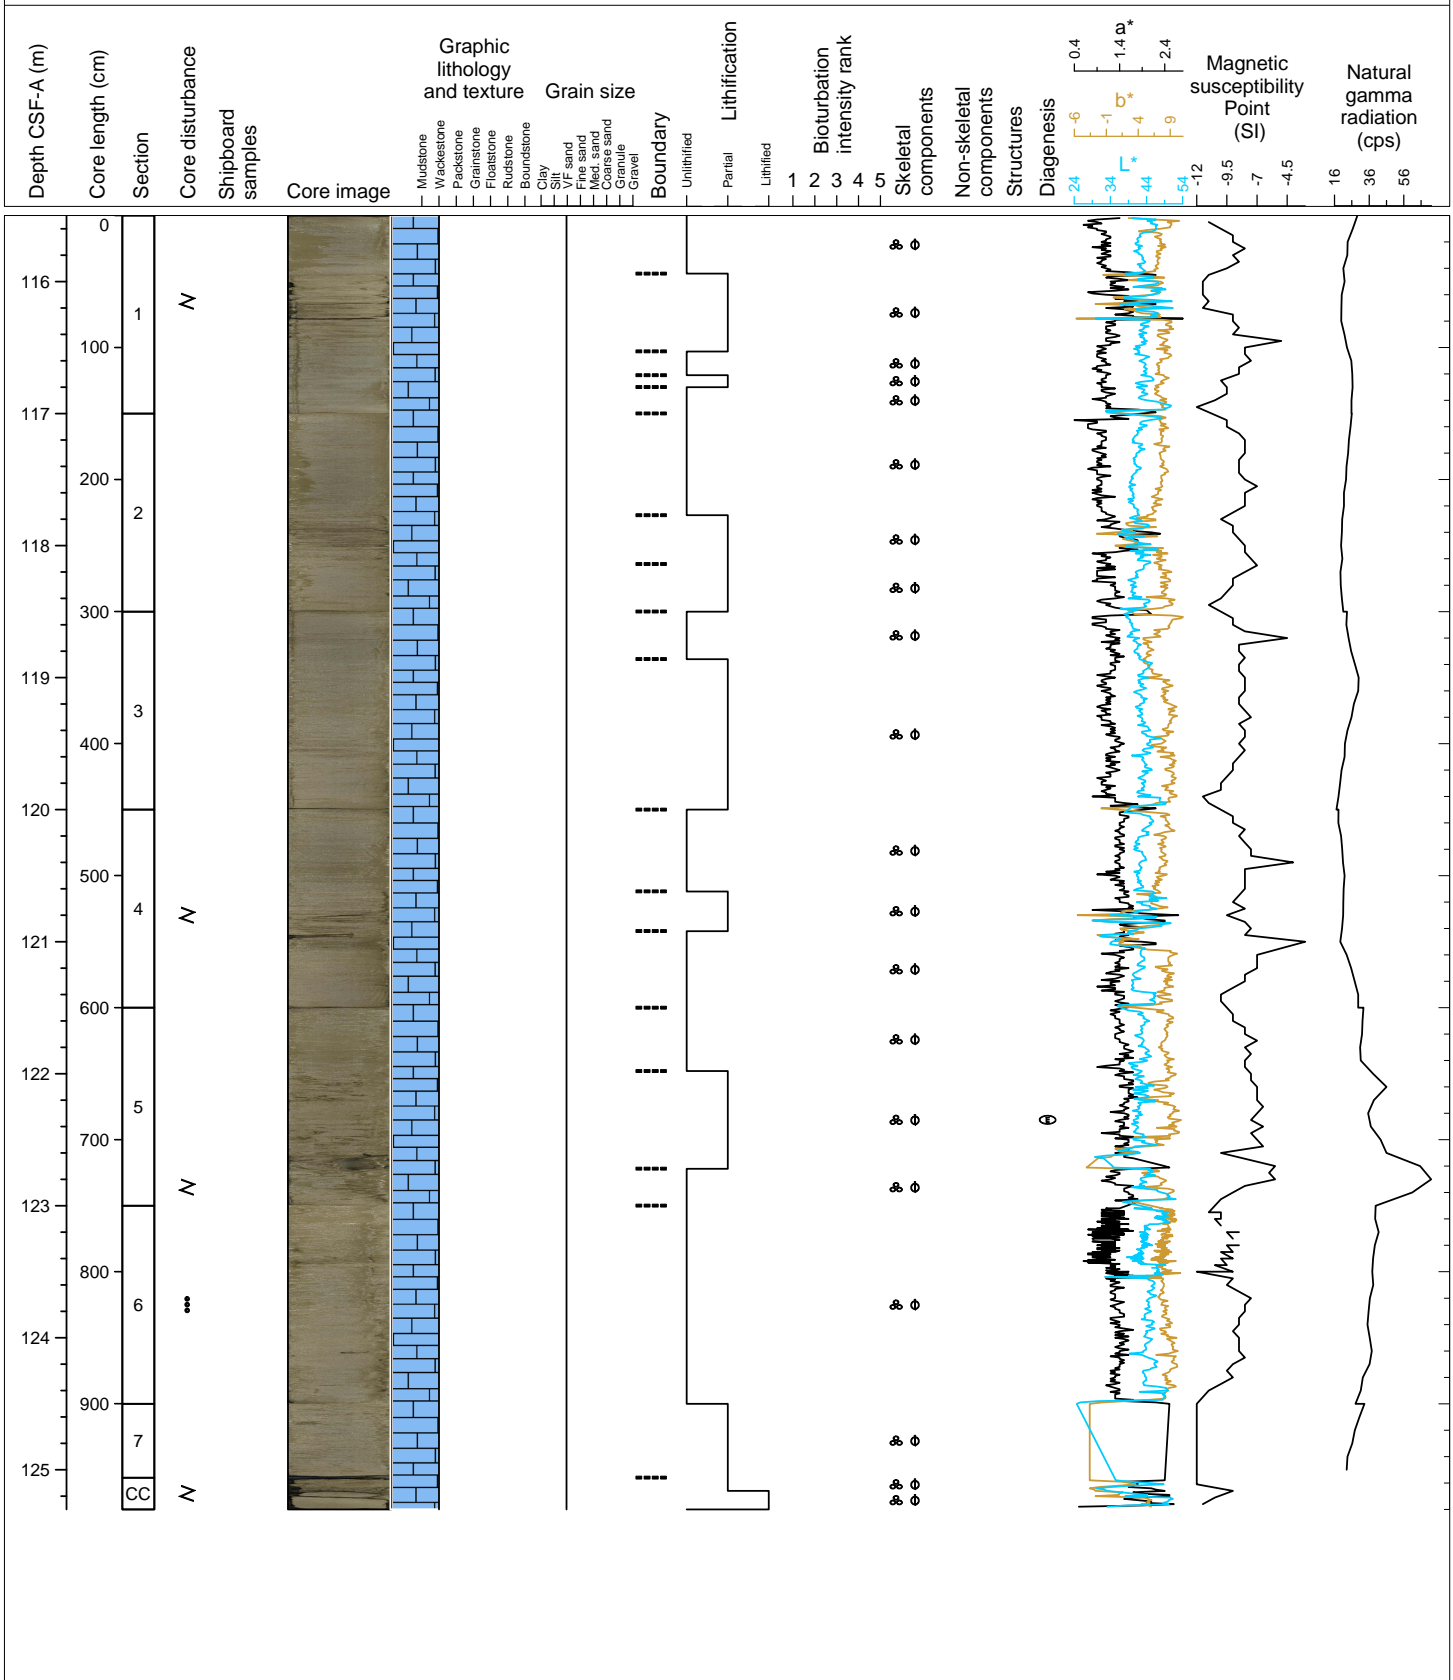 Depth CSF-A (m)
Core length (cm)
Section
Core disturbance
Shipboard
samples
Core image
Graphic
lithology
and texture
Mudstone
Wackestone
Packstone
Grainstone
Floatstone
Rudstone
Boundstone
Grain size
Clay
Silt
VF sand
Fine sand
Med. sand
Coarse sand
Granule
Gravel
Boundary
Lithification
Unlithified
Partial
Lithified
Bioturbation
intensity rank
1 2 3 4 5
Skeletal
components
Non-skeletal
components
Structures
Diagenesis
a*
0.4 1.4 2.4
b*
-6 -1 4 9
L*
24 34 44 54
Magnetic
susceptibility
Point
(SI)
-12 -9.5 -7 -4.5
Natural
gamma
radiation
(cps)
16 36 56
0
116
1
100
117
200
2
118
300
119
3
400
120
500
4
121
600
122
5
700
123
800
6
124
900
7
125
CC